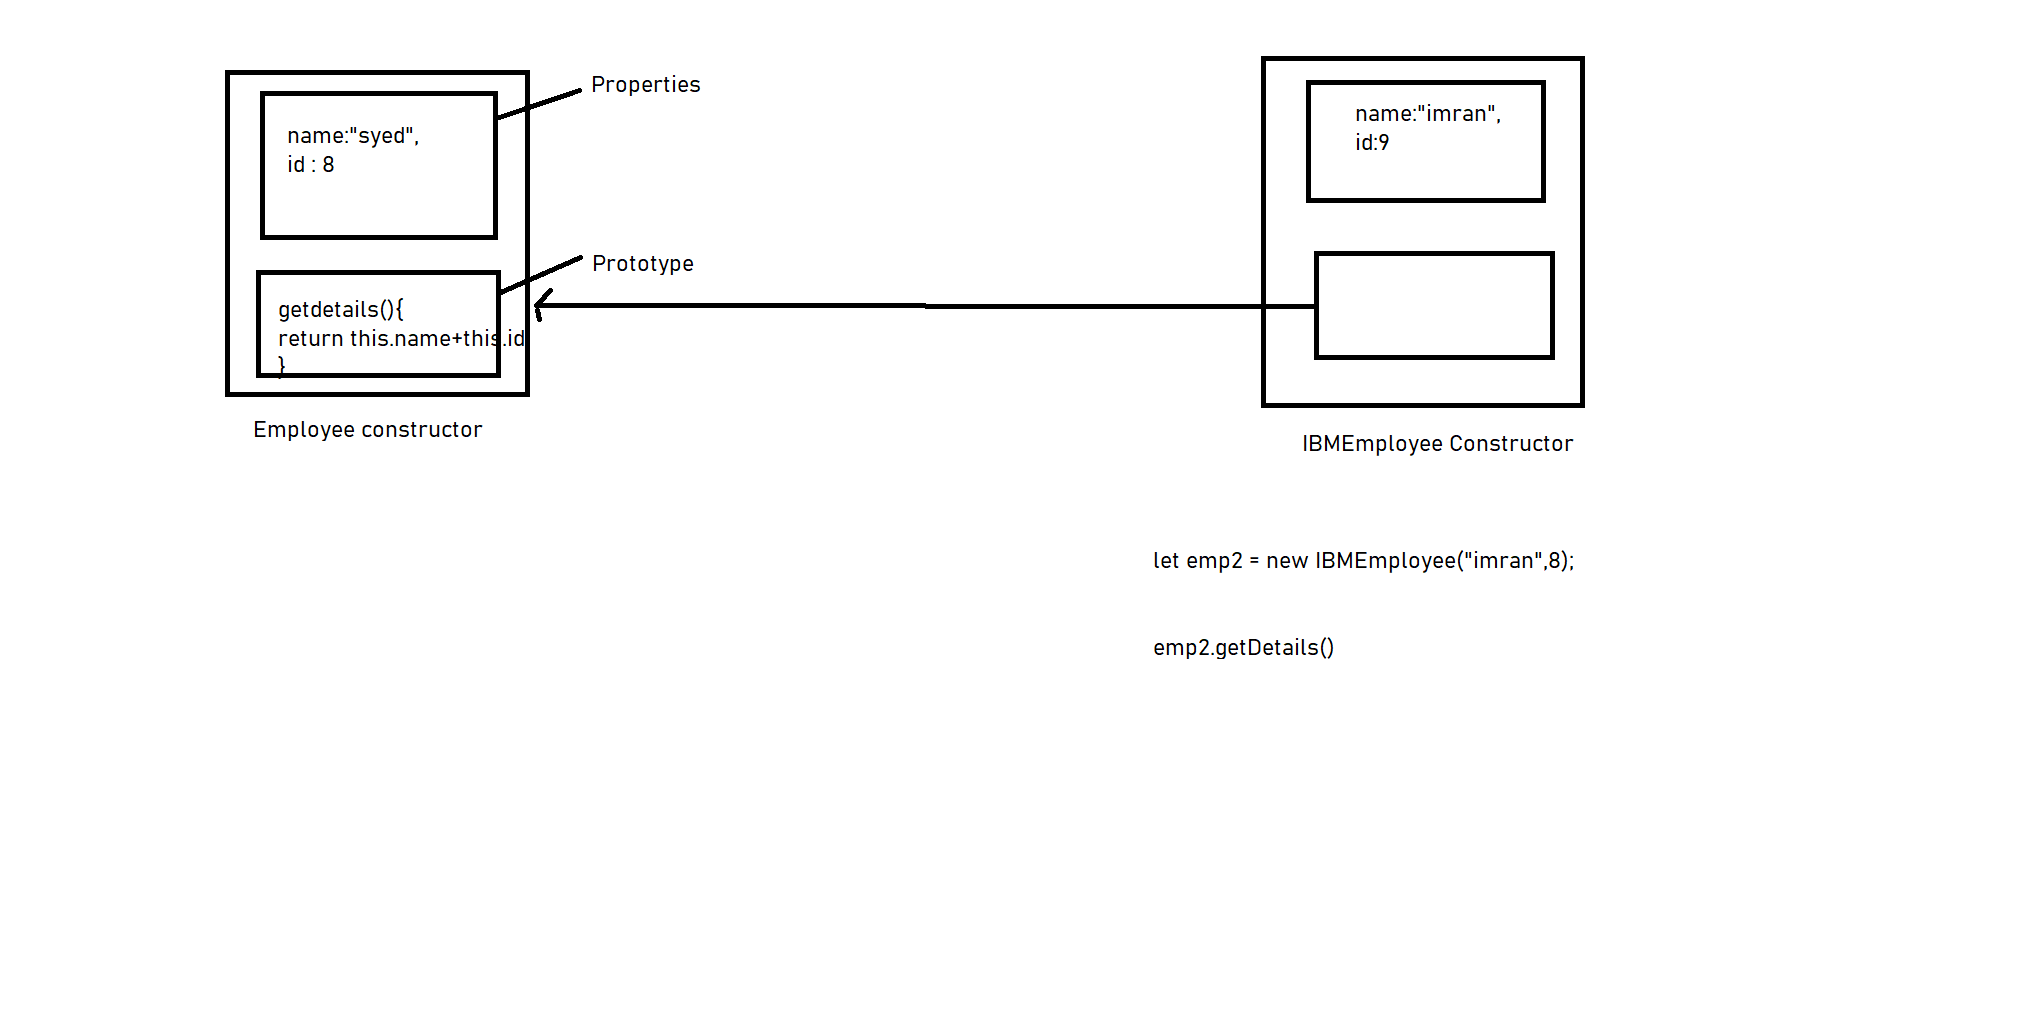 Properties
name:"syed",
id : 8
Prototype
getdetails(){
return this.name+this.id
}
Employee constructor
name:"imran",
id:9
IBMEmployee Constructor
let emp2 = new IBMEmployee("imran",8);
emp2.getDetails()